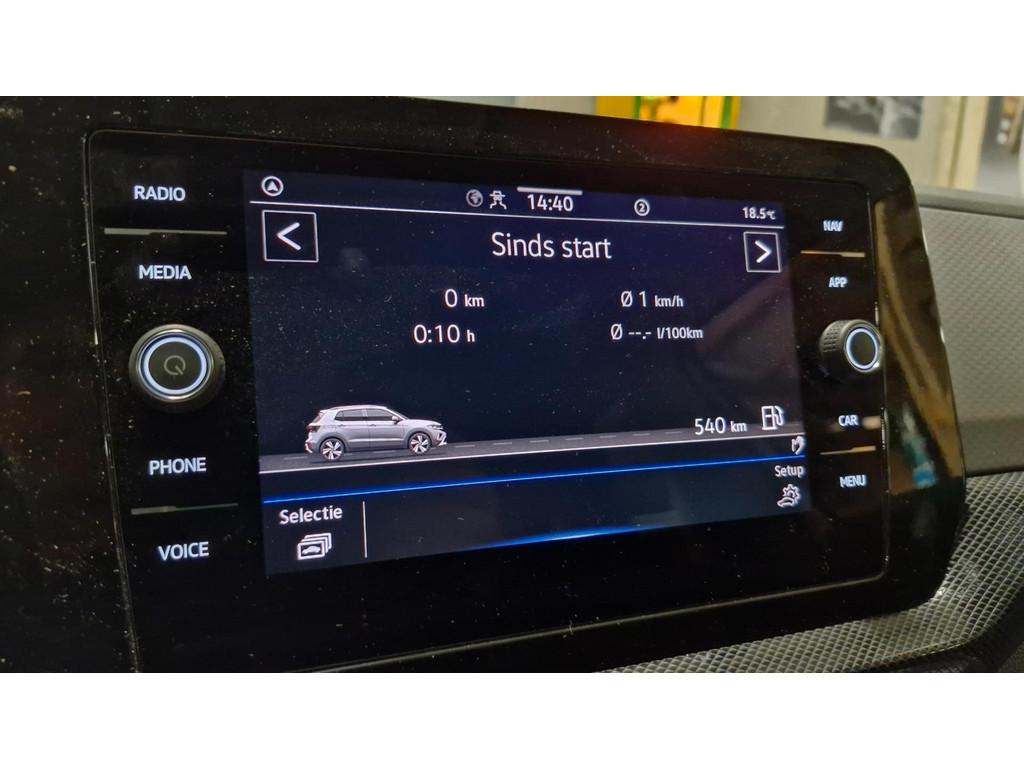 RADIO
MEDIA
PHONE
VOICE
14:40
2
18.5°C
<
Sinds start
>
0 km
Ø 1 km/h
0:10 h
Ø --.- l/100km
540 km
Selectie
Setup
NAV
APP
CAR
MENU